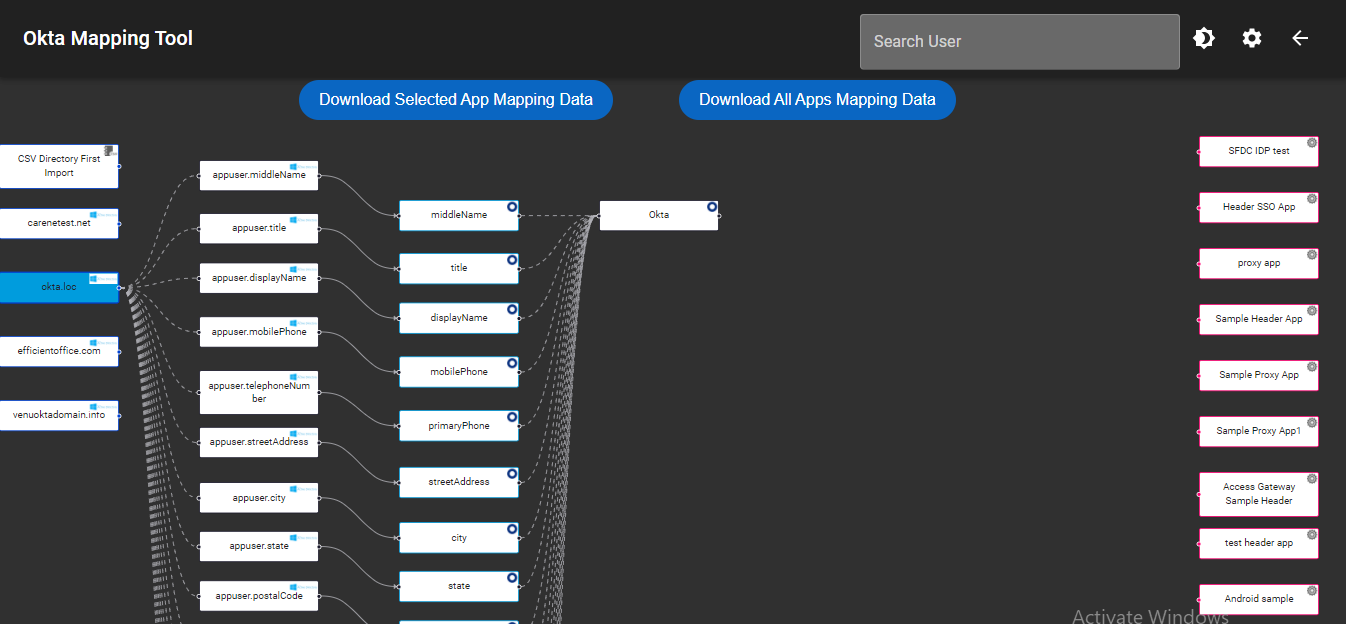 Okta Mapping Tool
Search User
Download Selected App Mapping Data
Download All Apps Mapping Data
CSV Directory First
Import
carenetest.net
okta.loc
efficientoffice.com
venuoktadomain.info
appuser.middleName
appuser.title
appuser.displayName
appuser.mobilePhone
appuser.telephoneNum
ber
appuser.streetAddress
appuser.city
appuser.state
appuser.postalCode
middleName
title
displayName
mobilePhone
primaryPhone
streetAddress
city
state
Okta
SFDC IDP test
Header SSO App
proxy app
Sample Header App
Sample Proxy App
Sample Proxy App1
Access Gateway
Sample Header
test header app
Android sample
Activate Windows